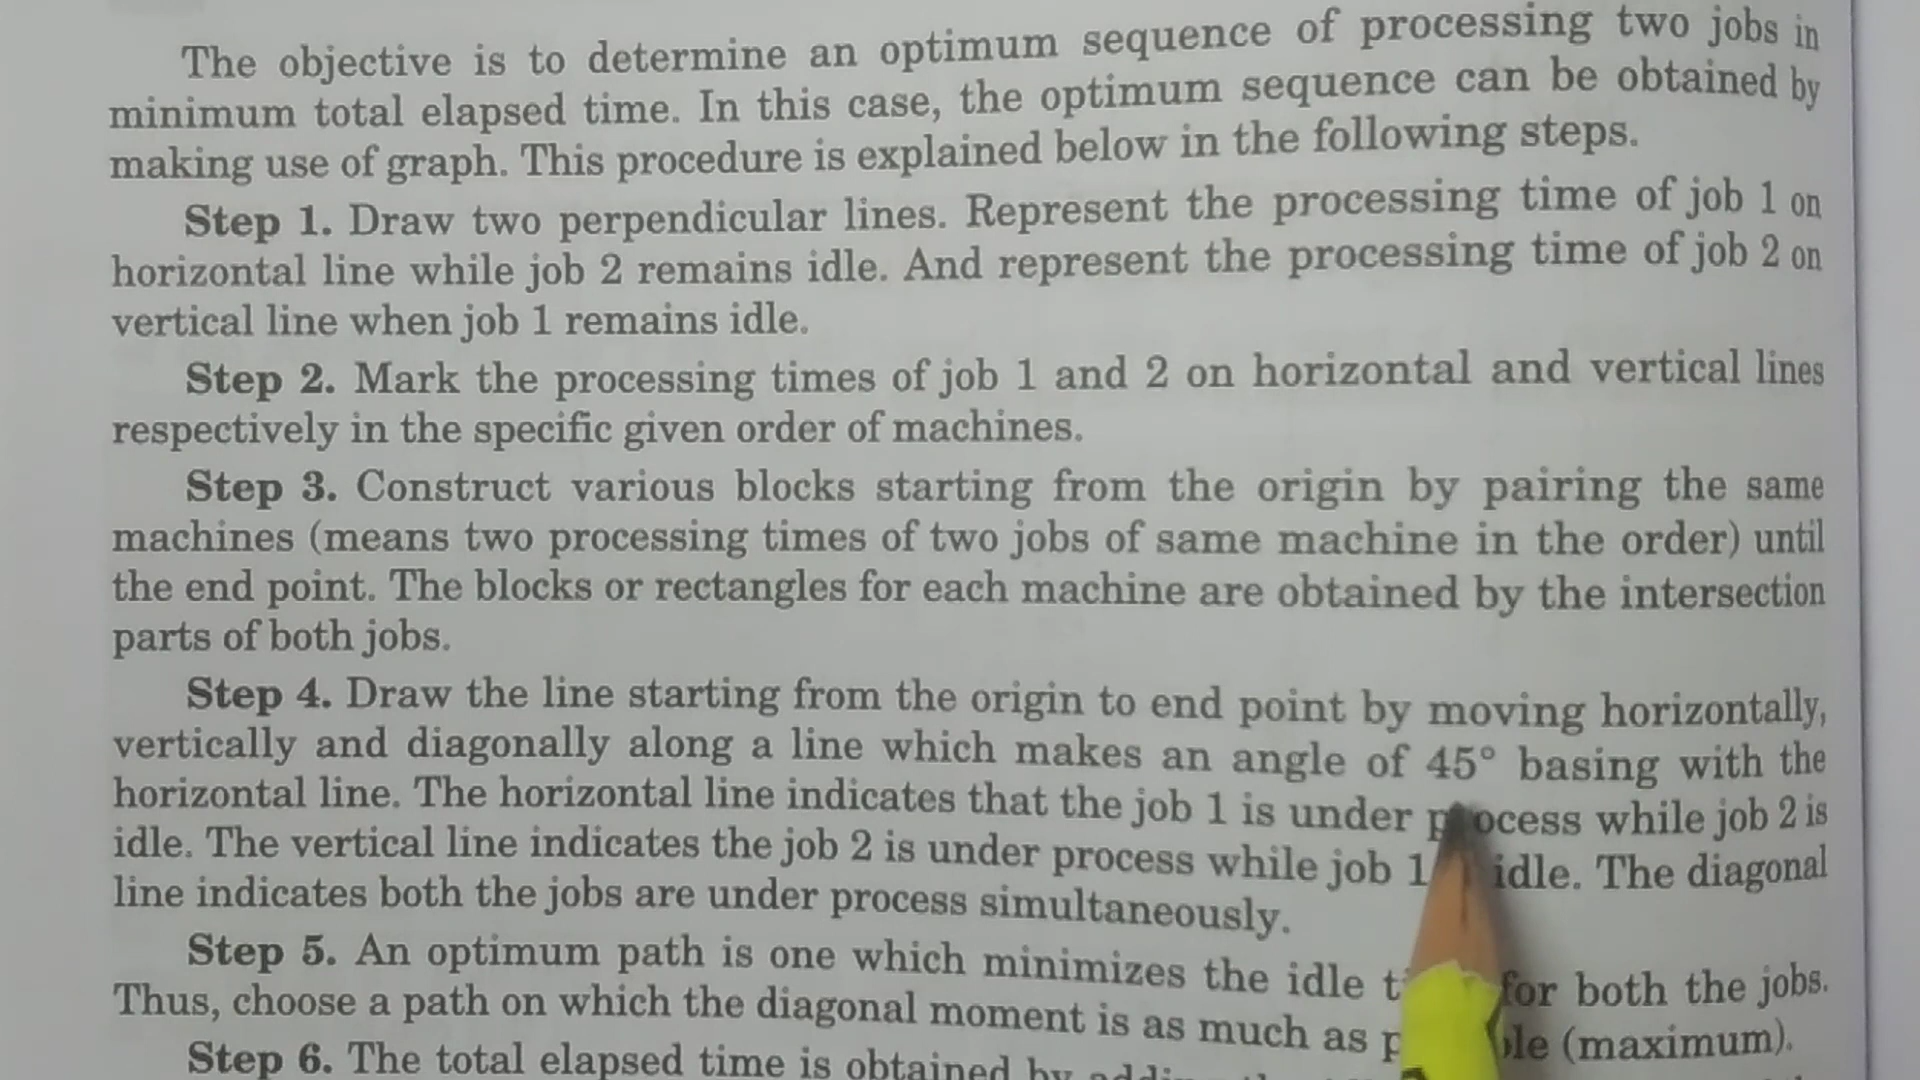 The objective is to determine an optimum sequence of processing two jobs in
minimum total elapsed time. In this case, the optimum sequence can be obtained by
making use of graph. This procedure is explained below in the following steps.
Step 1. Draw two perpendicular lines. Represent the processing time of job 1 on
horizontal line while job 2 remains idle. And represent the processing time of job 2 on
vertical line when job 1 remains idle.
Step 2. Mark the processing times of job 1 and 2 on horizontal and vertical lines
respectively in the specific given order of machines.
Step 3. Construct various blocks starting from the origin by pairing the same
machines (means two processing times of two jobs of same machine in the order) until
the end point. The blocks or rectangles for each machine are obtained by the intersection
parts of both jobs.
Step 4. Draw the line starting from the origin to end point by moving horizontally,
vertically and diagonally along a line which makes an angle of 45° basing with the
horizontal line. The horizontal line indicates that the job 1 is under process while job 2 is
idle. The vertical line indicates the job 2 is under process while job 1 idle. The diagonal
line indicates both the jobs are under process simultaneously.
Step 5. An optimum path is one which minimizes the idle for both the jobs.
Thus, choose a path on which the diagonal moment is as much as (maximum).
Step 6. The total elapsed time is obtained by